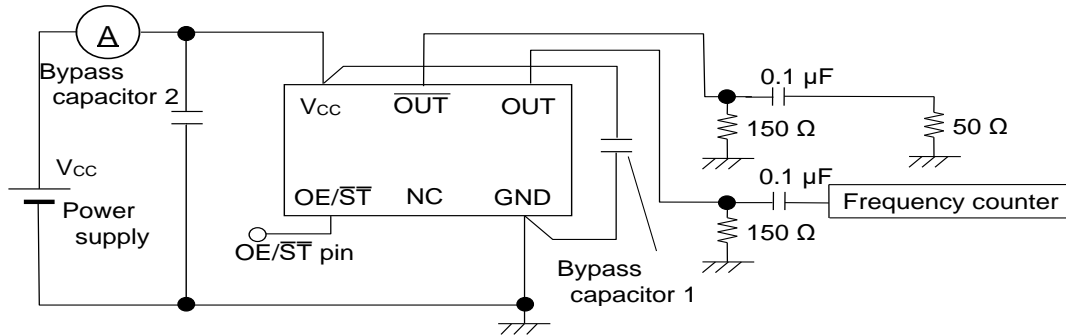 A
Bypass
capacitor 2
VCC
OUT
OUT
0.1 µF
150 Ω
50 Ω
VCC
Power
supply
OE/ST
NC
GND
OE/ST pin
0.1 µF
Frequency counter
150 Ω
Bypass
capacitor 1